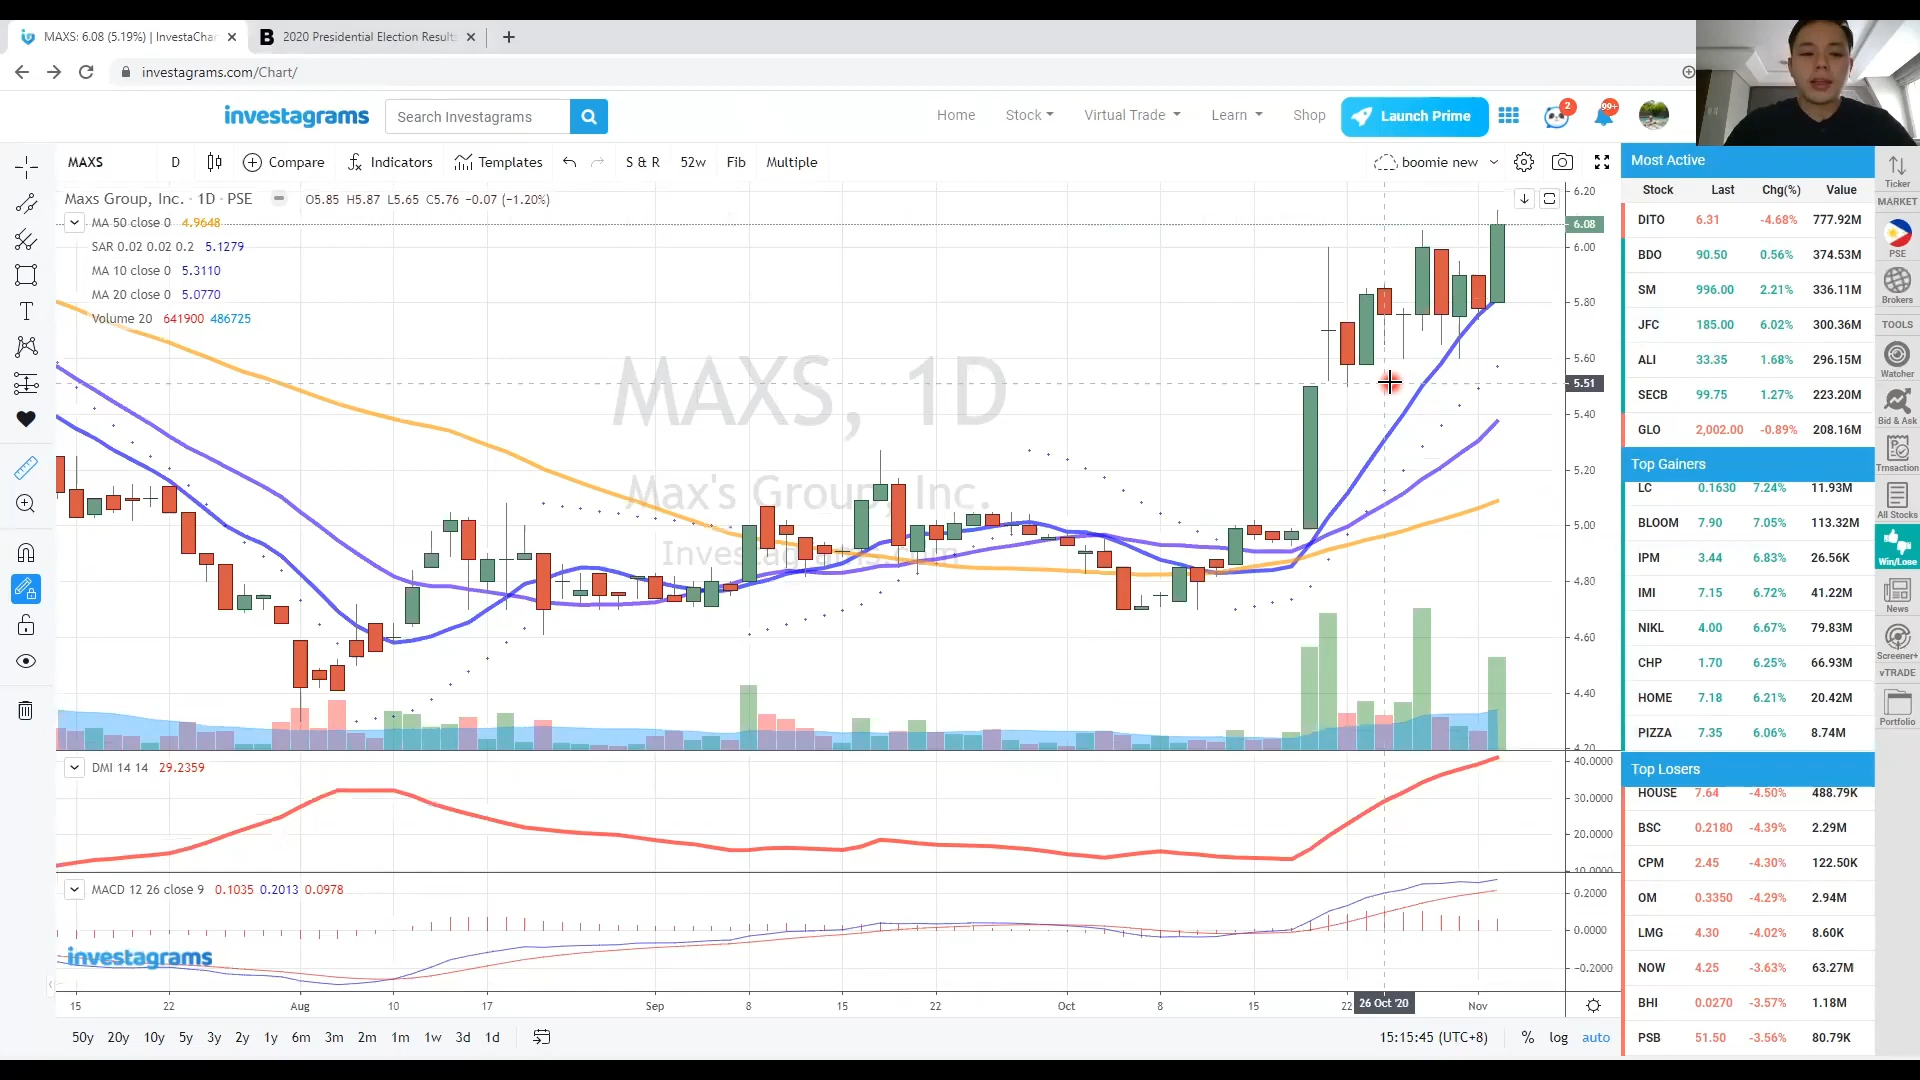 MAXS: 6.08 (5.19%) | InvestaChar
2020 Presidential Election Results
investagrams.com/Chart/
investagrams
Search Investagrams
Home
Stock
Virtual Trade
Learn
Shop
Launch Prime
2
99+
MAXS
D
Compare
Indicators
Templates
S & R
52w
Fib
Multiple
boomie new
Maxs Group, Inc. · 1D · PSE
O5.85 H5.87 L5.65 C5.76 −0.07 (−1.20%)
MA 50 close 0 4.9648
SAR 0.02 0.02 0.2 5.1279
MA 10 close 0 5.3110
MA 20 close 0 5.0770
Volume 20 641900 486725
MAXS, 1D
Max's Group, Inc.
Investagrams.com
6.20
6.08
6.00
5.80
5.60
5.51
5.40
5.20
5.00
4.80
4.60
4.40
4.20
DMI 14 14 29.2359
40.0000
30.0000
20.0000
10.0000
MACD 12 26 close 9 0.1035 0.2013 0.0978
0.2000
0.0000
−0.2000
investagrams
15 22 Aug 10 17 Sep 8 15 22 Oct 8 15 22 26 Oct '20 Nov
50y 20y 10y 5y 3y 2y 1y 6m 3m 2m 1m 1w 3d 1d
15:15:45 (UTC+8)
% log auto
Most Active
Stock Last Chg(%) Value
DITO 6.31 -4.68% 777.92M
BDO 90.50 0.56% 374.53M
SM 996.00 2.21% 336.11M
JFC 185.00 6.02% 300.36M
ALI 33.35 1.68% 296.15M
SECB 99.75 1.27% 223.20M
GLO 2,002.00 -0.89% 208.16M
Top Gainers
LC 0.1630 7.24% 11.93M
BLOOM 7.90 7.05% 113.32M
IPM 3.44 6.83% 26.56K
IMI 7.15 6.72% 41.22M
NIKL 4.00 6.67% 79.83M
CHP 1.70 6.25% 66.93M
HOME 7.18 6.21% 20.42M
PIZZA 7.35 6.06% 8.74M
Top Losers
HOUSE 7.64 -4.50% 488.79K
BSC 0.2180 -4.39% 2.29M
CPM 2.45 -4.30% 122.50K
OM 0.3350 -4.29% 2.94M
LMG 4.30 -4.02% 8.60K
NOW 4.25 -3.63% 63.27M
BHI 0.0270 -3.57% 1.18M
PSB 51.50 -3.56% 80.79K
Ticker
MARKET
PSE
Brokers
TOOLS
Watcher
Bid & Ask
Trnsaction
All Stocks
Win/Lose
News
Screener+
vTRADE
Portfolio